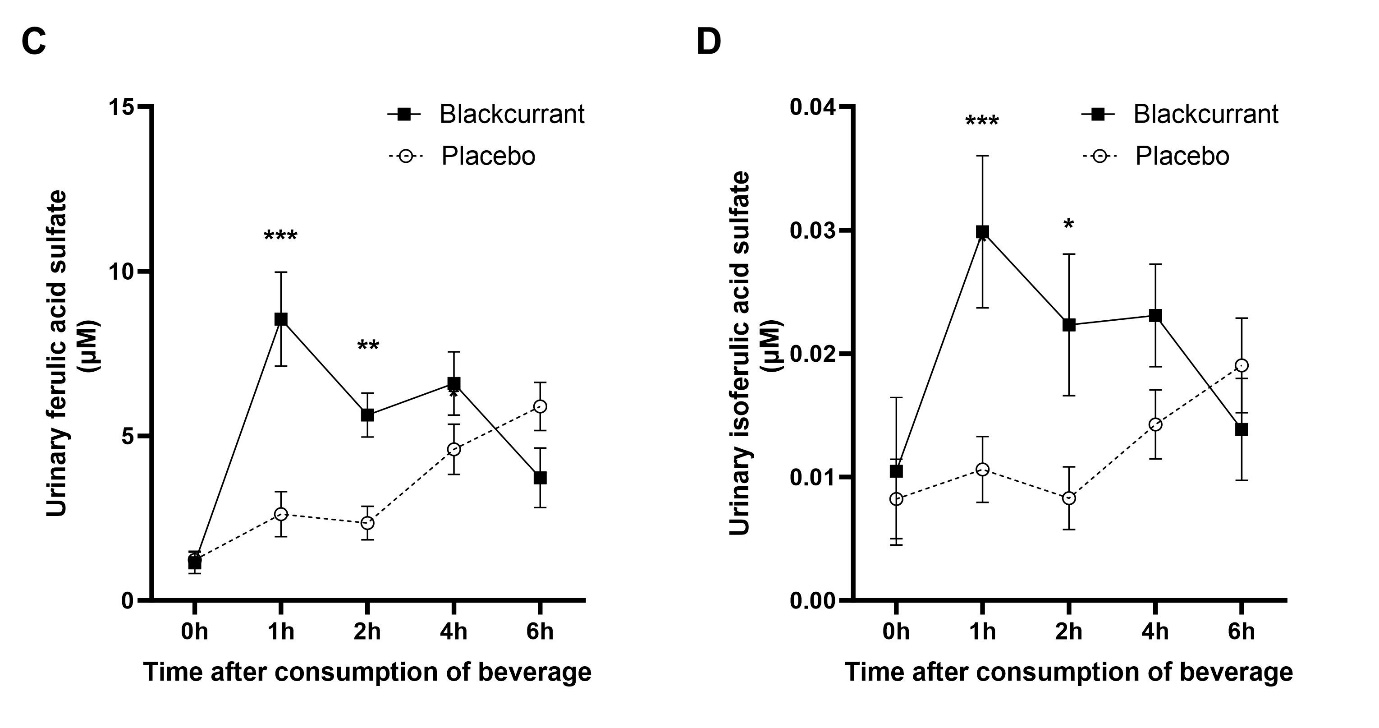 C
15
10
5
0
Urinary ferulic acid sulfate
(µM)
Blackcurrant
Placebo
***
**
*
0h 1h 2h 4h 6h
Time after consumption of beverage
D
0.04
0.03
0.02
0.01
0.00
Urinary isoferulic acid sulfate
(µM)
Blackcurrant
Placebo
***
*
0h 1h 2h 4h 6h
Time after consumption of beverage